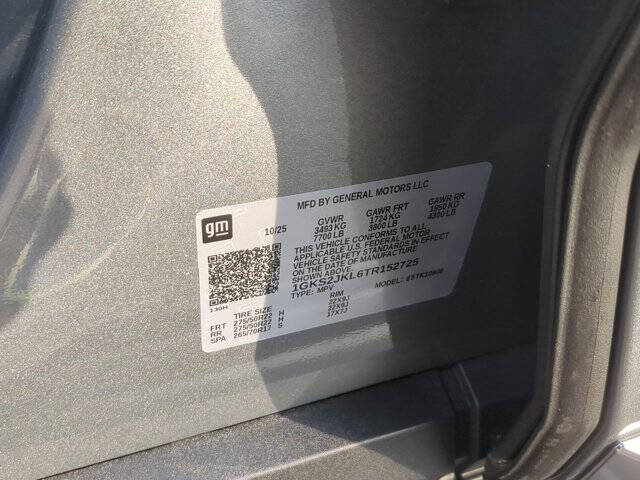 MFD BY GENERAL MOTORS LLC
gm
10/25
GVWR
3493 KG
7700 LB
GAWR FRT
1724 KG
3800 LB
GAWR RR
1950 KG
4300 LB
THIS VEHICLE CONFORMS TO ALL
APPLICABLE U.S. FEDERAL MOTOR
VEHICLE SAFETY STANDARDS IN EFFECT
ON THE DATE OF MANUFACTURE
SHOWN ABOVE.
1GKS2JKL6TR152725
TYPE: MPV
MODEL:
TIRE SIZE
RIM
FRT 275/50R22 H 22X9J
RR 275/50R22 H 22X9J
SPA 265/70R17 S 17X7J